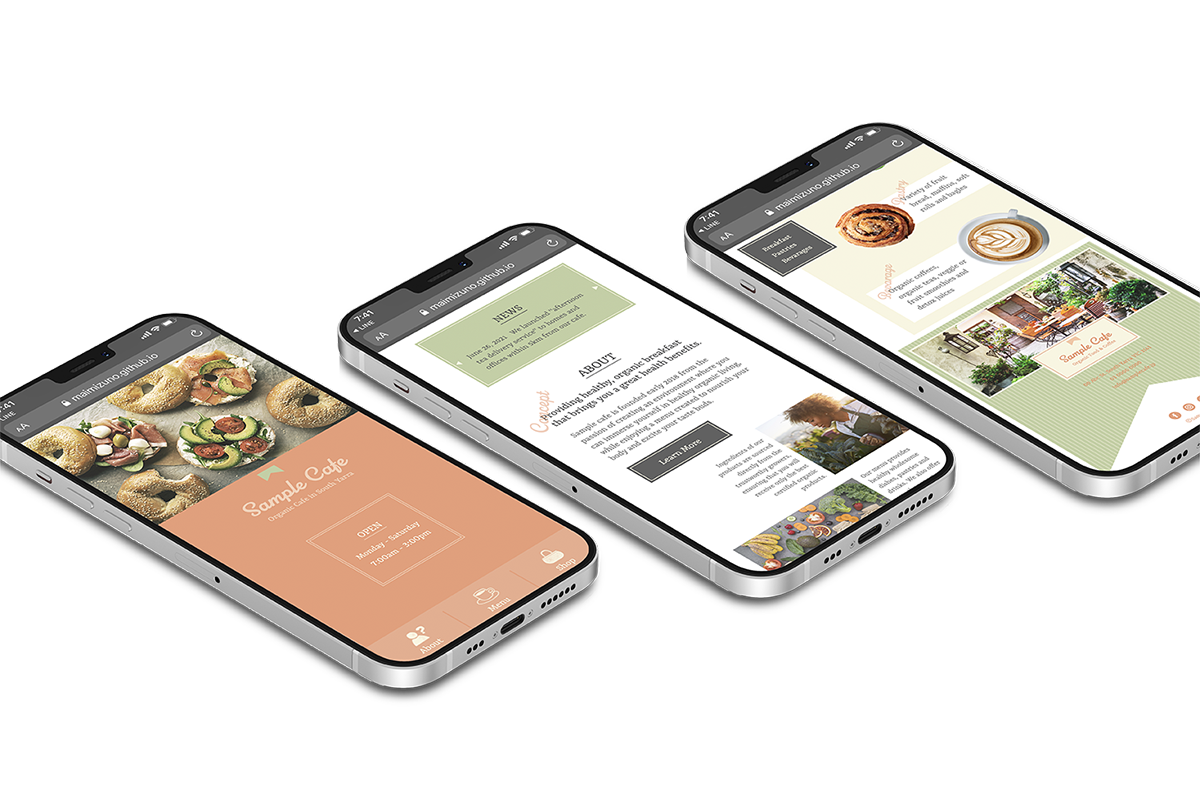 7:41
LINE
AA
maimizuno.github.io
Sample Cafe
Organic Cafe in South Yarra
OPEN
Monday - Saturday
7:00am - 3:00pm
About
Menu
Shop
7:41
LINE
AA
maimizuno.github.io
NEWS
June 26, 2021 We launched "afternoon
tea delivery service" to homes and
offices within 5km from our cafe.
ABOUT
Concept
Providing healthy, organic breakfast
that brings you a great health benefits.
Sample cafe is founded early 2018 from the
passion of creating an environment where you
can immerse yourself in healthy organic living,
while enjoying a menu created to nourish your
body and excite your taste buds.
Learn More
Ingredients of our
products are sourced
directly from the
trustworthy growers,
ensuring that you will
receive only the best
certified organic
products.
Our menu provides
healthy wholesome
dishes, pastries and
drinks. We also offer
7:41
LINE
AA
maimizuno.github.io
Breakfast
Pastries
Bevarages
Pastry
Variety of fruit
bread, muffins, soft
rolls and bagles
Bevarage
Organic coffees,
organic teas, veggie or
fruit smoothies and
detox juices
Sample Cafe
Organic Food & Coffee